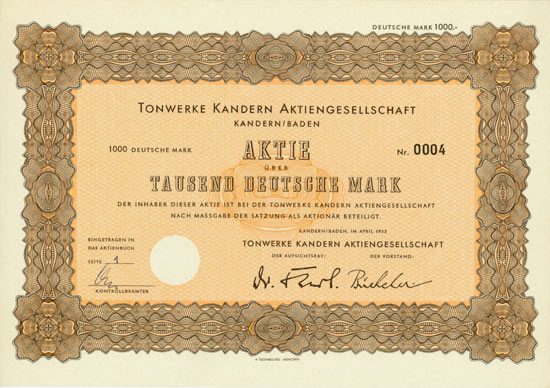 DEUTSCHE MARK 1000.-
TONWERKE KANDERN AKTIENGESELLSCHAFT
KANDERN/BADEN
1000 DEUTSCHE MARK
AKTIE
Nr. 0004
ÜBER
TAUSEND DEUTSCHE MARK
DER INHABER DIESER AKTIE IST BEI DER TONWERKE KANDERN AKTIENGESELLSCHAFT
NACH MASSGABE DER SATZUNG ALS AKTIONÄR BETEILIGT.
KANDERN/BADEN, IM APRIL 1953
EINGETRAGEN IN
DAS AKTIENBUCH
TONWERKE KANDERN AKTIENGESELLSCHAFT
DER AUFSICHTSRAT:
DER VORSTAND:
SEITE 1
Dr.
KONTROLLBEAMTER